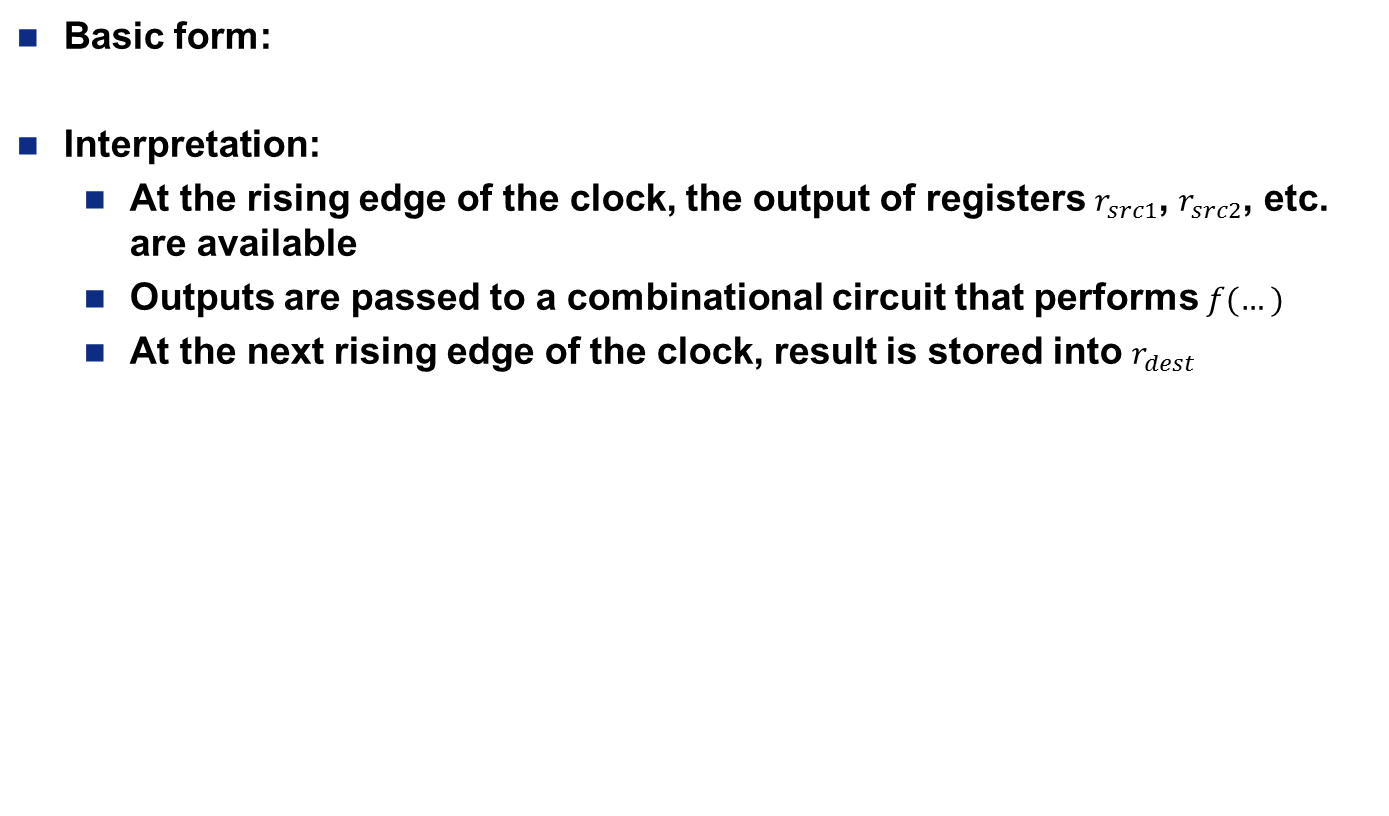 Basic form:
Interpretation:
At the rising edge of the clock, the output of registers r_src1, r_src2, etc.
are available
Outputs are passed to a combinational circuit that performs f(… )
At the next rising edge of the clock, result is stored into r_dest